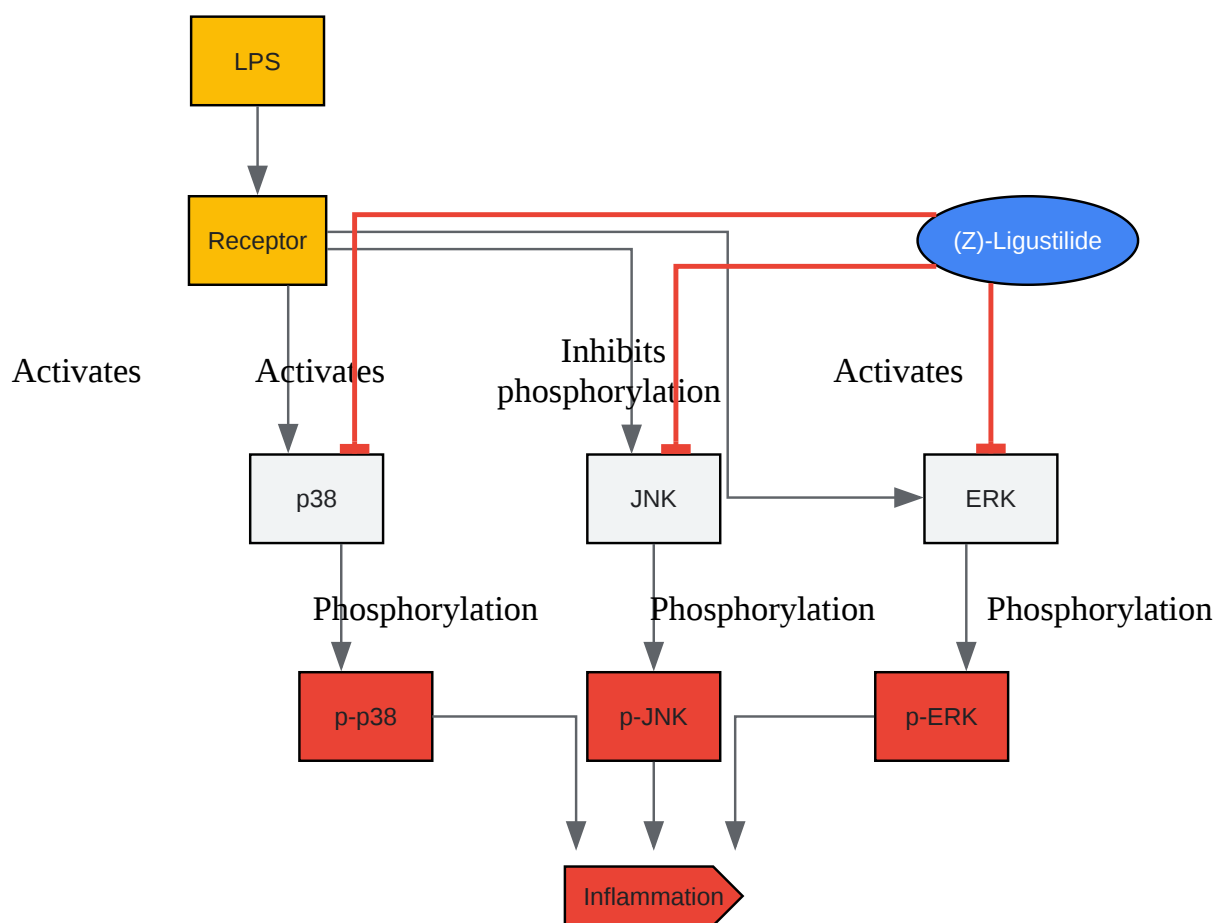 LPS
Receptor
(Z)-Ligustilide
Activates
Activates
Inhibits
phosphorylation
Activates
p38
JNK
ERK
Phosphorylation
Phosphorylation
Phosphorylation
p-p38
p-JNK
p-ERK
Inflammation